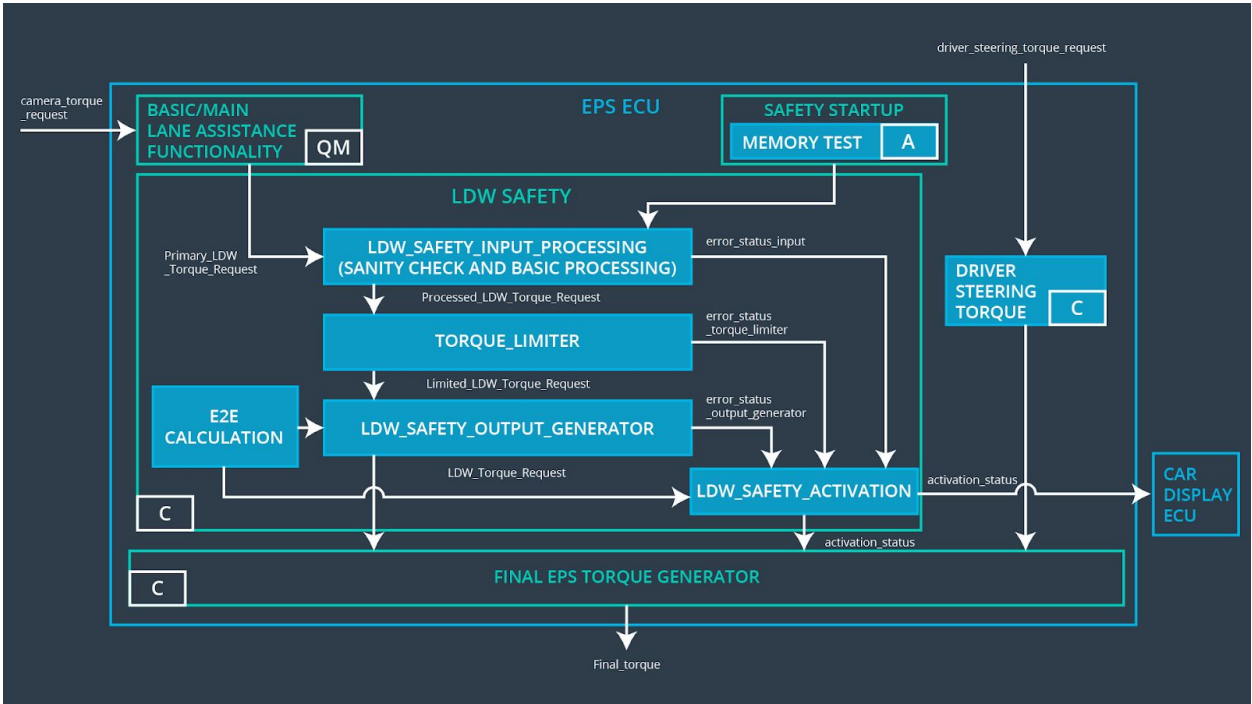 driver_steering_torque_request
camera_torque
_request
BASIC/MAIN
LANE ASSISTANCE
FUNCTIONALITY
QM
EPS ECU
SAFETY STARTUP
MEMORY TEST
A
LDW SAFETY
Primary_LDW
_Torque_Request
LDW_SAFETY_INPUT_PROCESSING
(SANITY CHECK AND BASIC PROCESSING)
error_status_input
DRIVER
STEERING
TORQUE
C
Processed_LDW_Torque_Request
TORQUE_LIMITER
error_status
_torque_limiter
Limited_LDW_Torque_Request
E2E
CALCULATION
LDW_SAFETY_OUTPUT_GENERATOR
error_status
_output_generator
LDW_Torque_Request
LDW_SAFETY_ACTIVATION
activation_status
CAR
DISPLAY
ECU
C
activation_status
C
FINAL EPS TORQUE GENERATOR
Final_torque